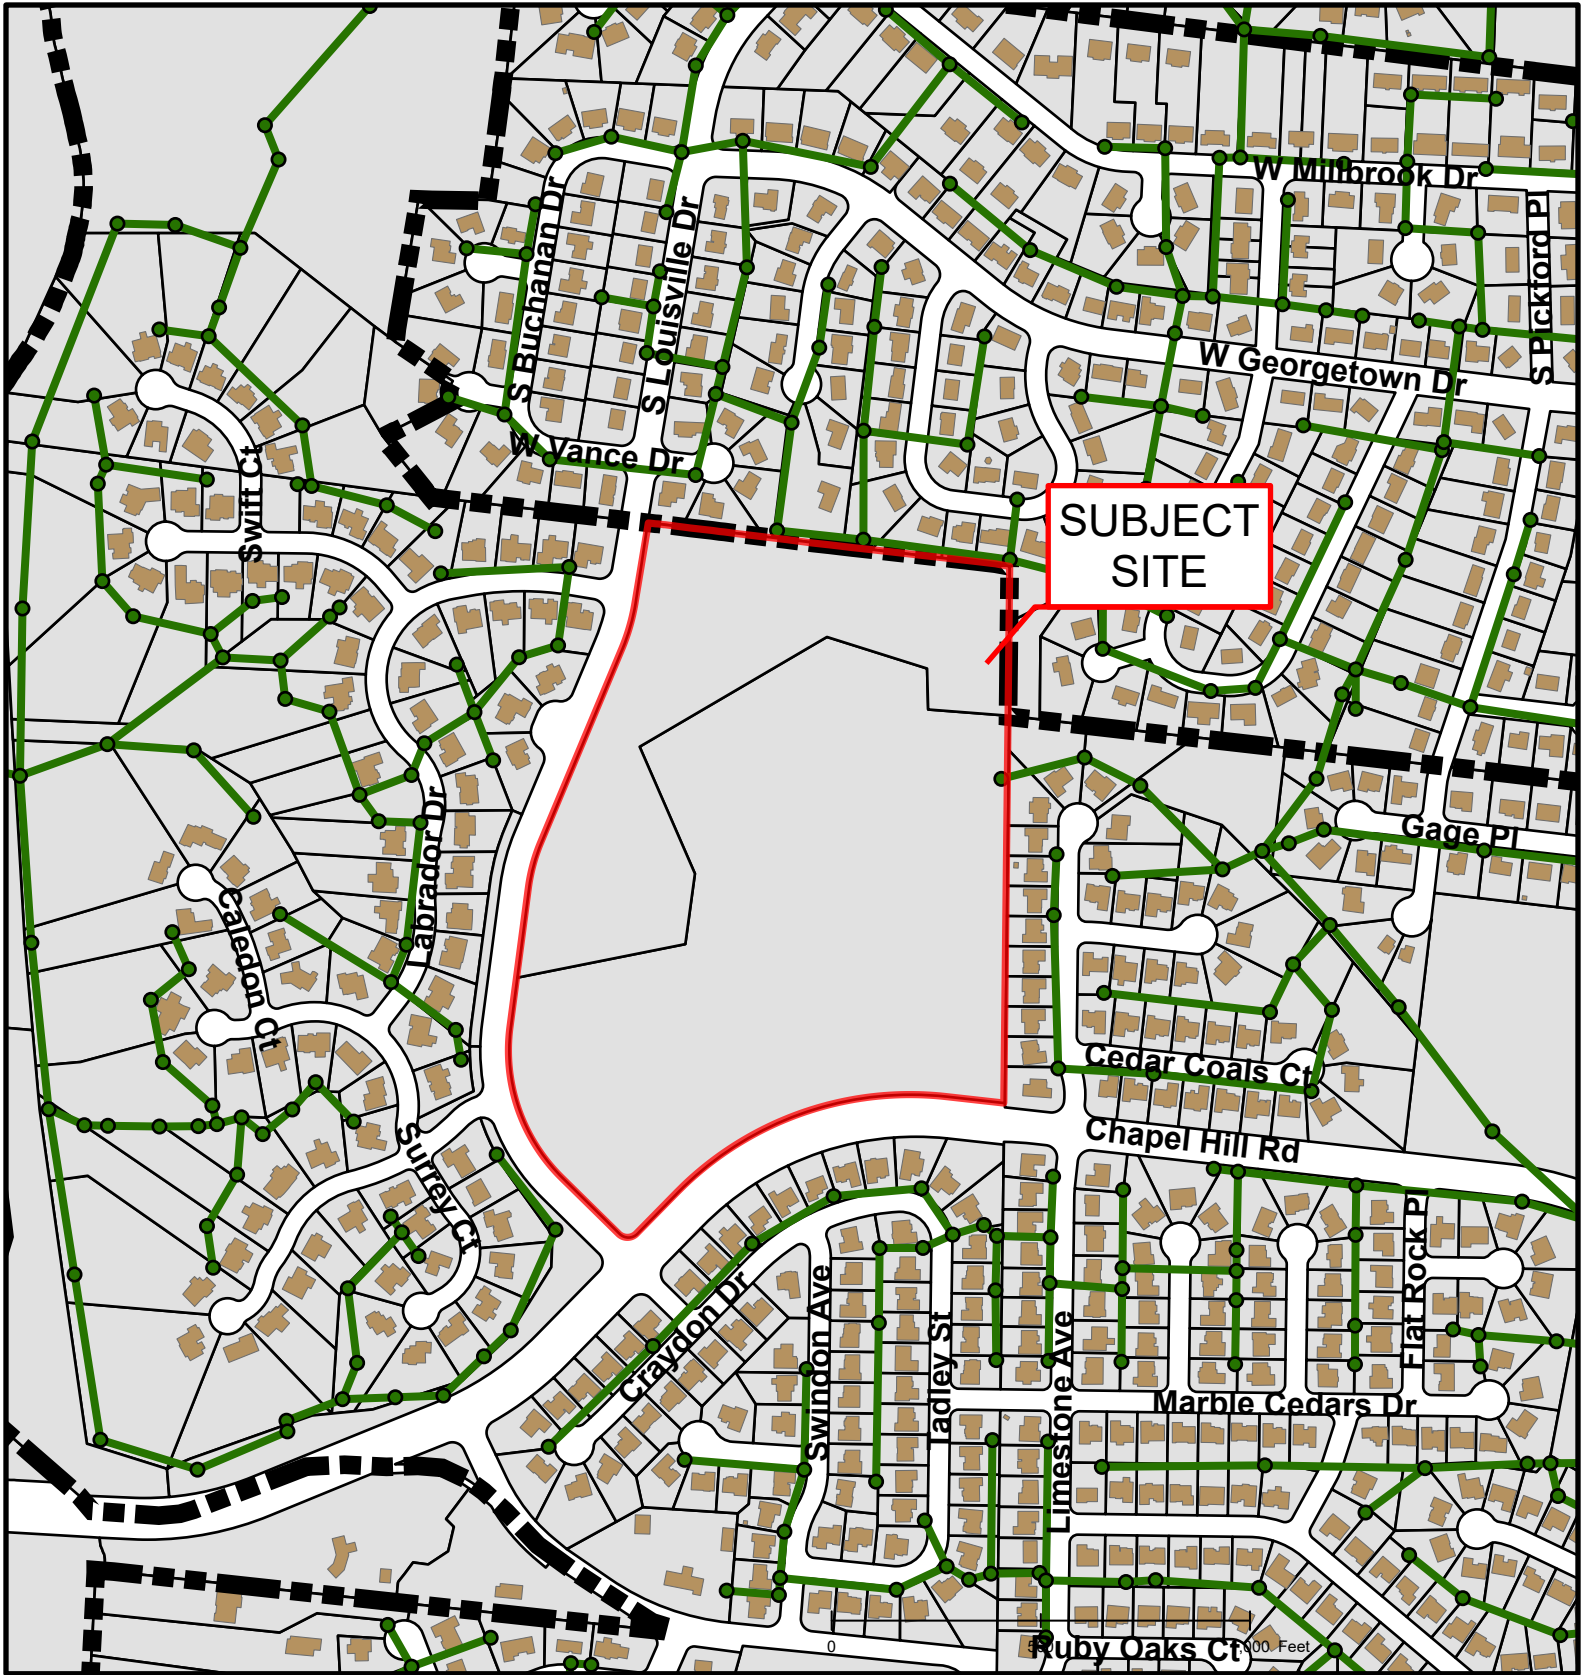 W Millbrook Dr
S Pickford Pl
S Buchanan Dr
S Louisville Dr
W Georgetown Dr
W Vance Dr
Swift Ct
SUBJECT
SITE
Labrador Dr
Gage Pl
Caledon Ct
Cedar Coals Ct
Chapel Hill Rd
Surrey Ct
Flat Rock Pl
Craydon Dr
Swindon Ave
Tadley St
Limestone Ave
Marble Cedars Dr
0
Feet
Ruby Oaks Ct